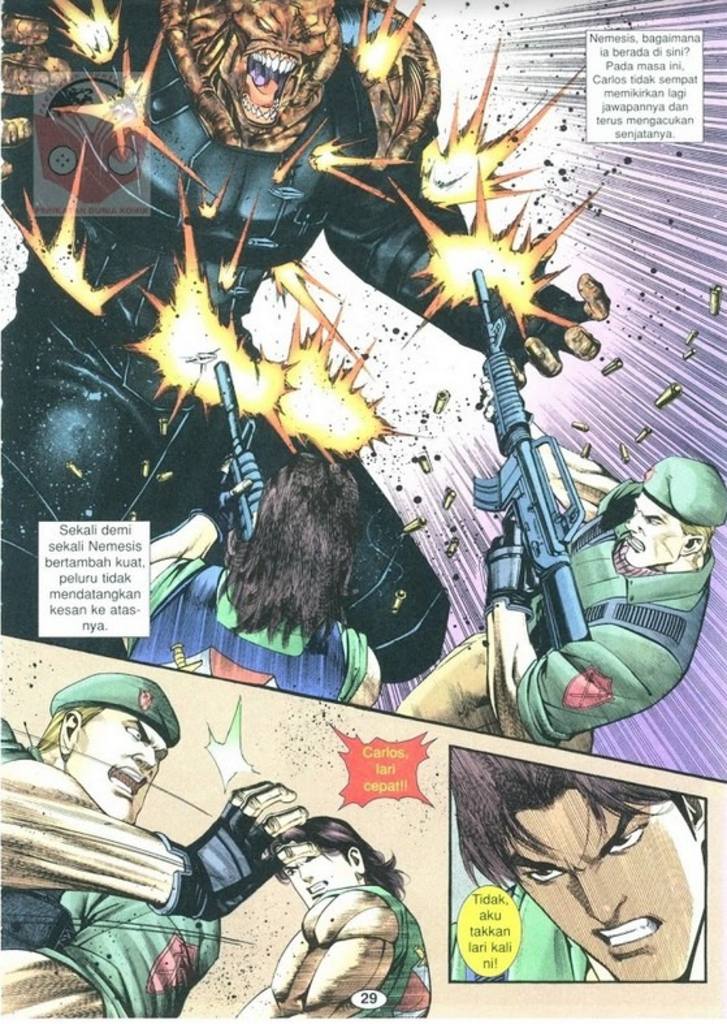 Nemesis, bagaimana
ia berada di sini?
Pada masa ini,
Carlos tidak sempat
memikirkan lagi
jawapannya dan
terus mengacukan
senjatanya.
Sekali demi
sekali Nemesis
bertambah kuat,
peluru tidak
mendatangkan
kesan ke atas-
nya.
Carlos,
lari
cepat!!
Tidak,
aku
takkan
lari kali
ni!
29